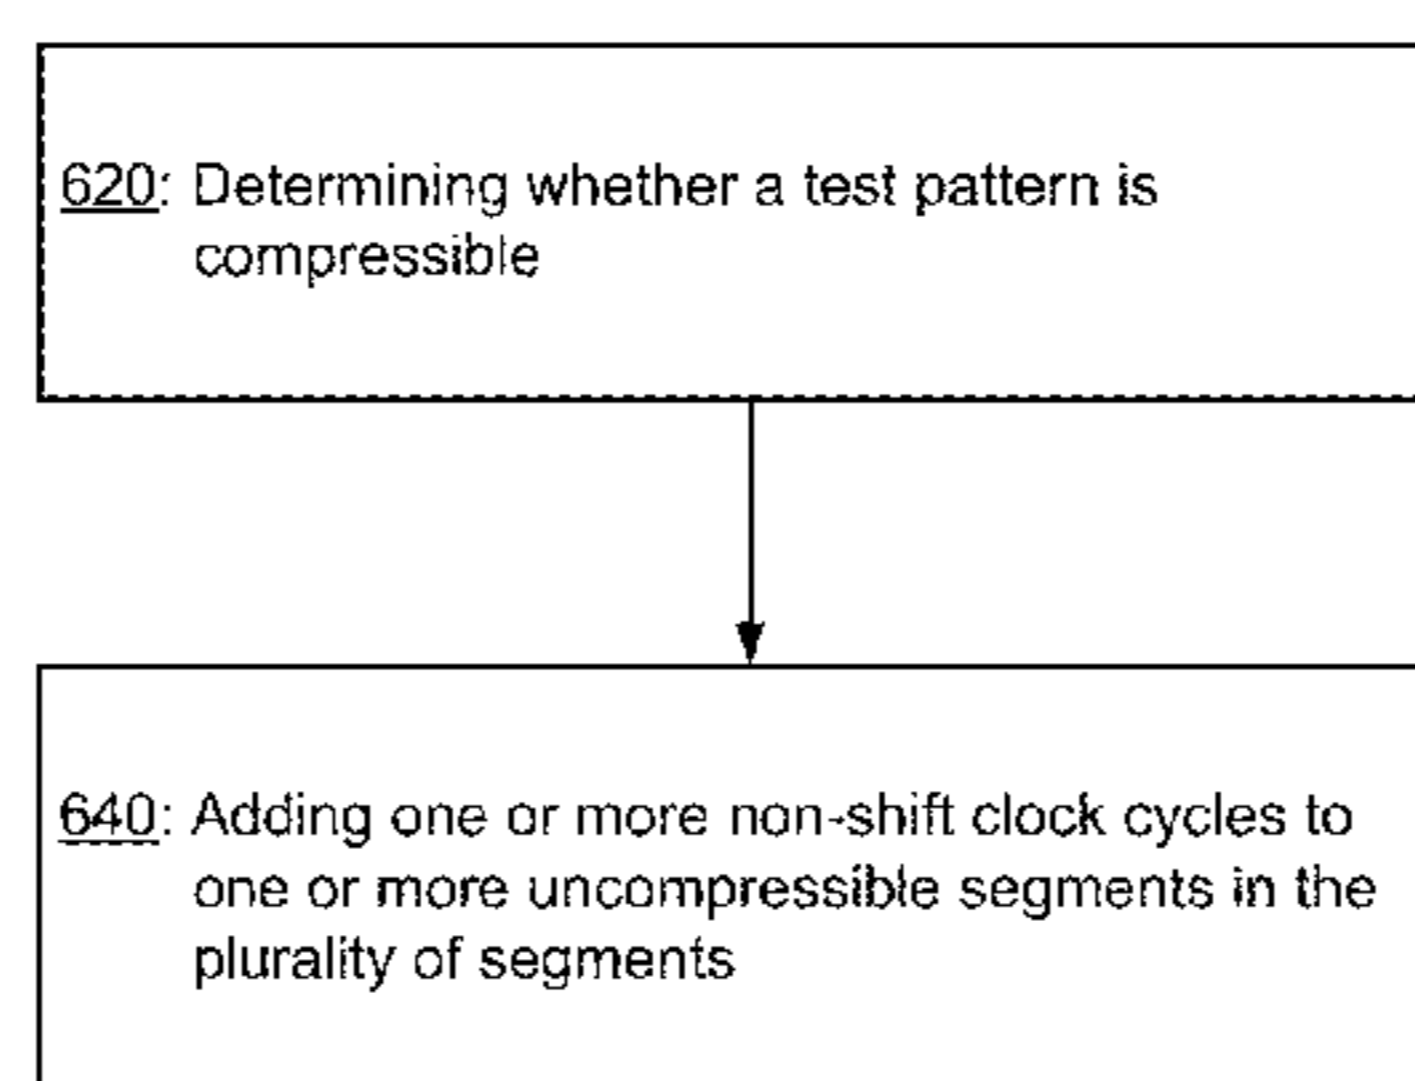 620: Determining whether a test pattern is
compressible
640: Adding one or more non-shift clock cycles to
one or more uncompressible segments in the
plurality of segments